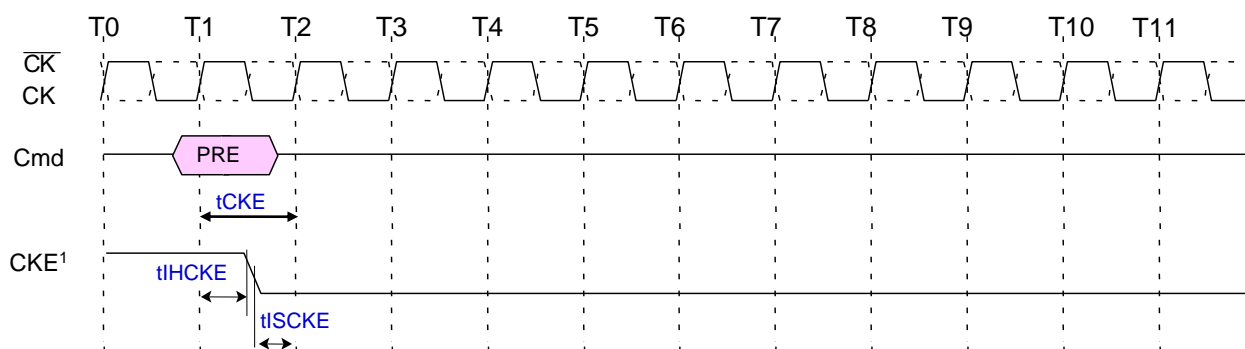 T0 T1 T2 T3 T4 T5 T6 T7 T8 T9 T10 T11
CK
CK
Cmd PRE
tCKE
CKE1
tIHCKE
tISCKE